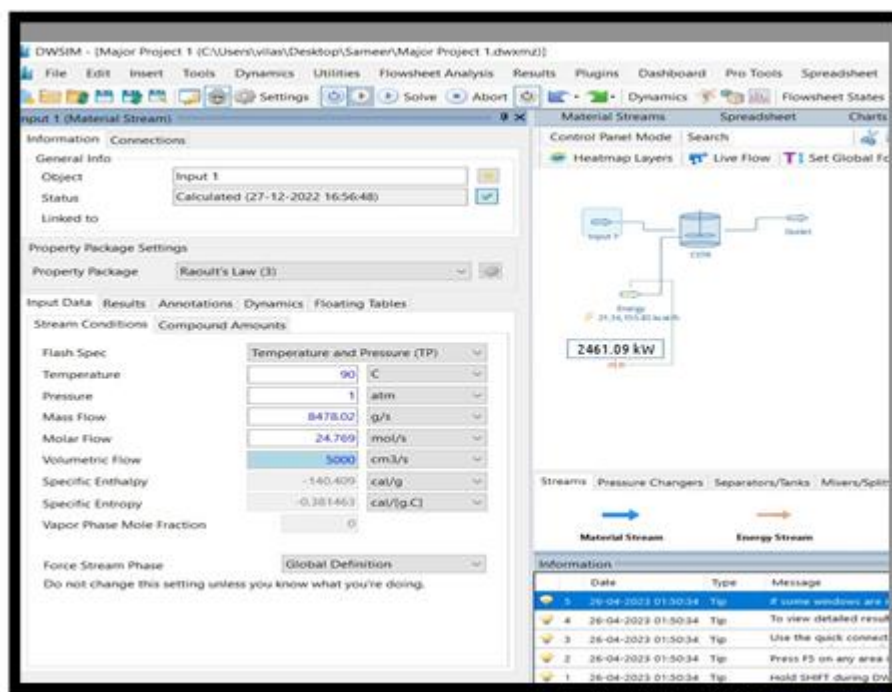 DWSIM - [Major Project 1 (C:\Users\vilas\Desktop\Sameer\Major Project 1.dwxmz)]
File Edit Insert Tools Dynamics Utilities Flowsheet Analysis Results Plugins Dashboard Pro Tools Spreadsheet
Settings Solve Abort Dynamics Flowsheet States
nput 1 (Material Stream)
Information Connections
General Info
Object Input 1
Status Calculated (27-12-2022 16:56:48)
Linked to
Property Package Settings
Property Package Raoult's Law (3)
Input Data Results Annotations Dynamics Floating Tables
Stream Conditions Compound Amounts
Flash Spec Temperature and Pressure (TP)
Temperature 90 C
Pressure 1 atm
Mass Flow 8478.02 g/s
Molar Flow 24.769 mol/s
Volumetric Flow 5000 cm3/s
Specific Enthalpy -140.409 cal/g
Specific Entropy -0.381463 cal/[g.C]
Vapor Phase Mole Fraction 0
Force Stream Phase Global Definition
Do not change this setting unless you know what you're doing.
Material Streams Spreadsheet Charts
Control Panel Mode Search
Heatmap Layers Live Flow Set Global Fo
Input 1
CSTR
Outlet
Energy
2461.09 kW
Streams Pressure Changers Separators/Tanks Mixers/Split
Material Stream Energy Stream
Information
Date Type Message
5 26-04-2023 01:50:34 Tip If some windows are
4 26-04-2023 01:50:34 Tip To view detailed resul
3 26-04-2023 01:50:34 Tip Use the quick connect
2 26-04-2023 01:50:34 Tip Press F5 on any area
1 26-04-2023 01:50:34 Tip Hold SHIFT during DW